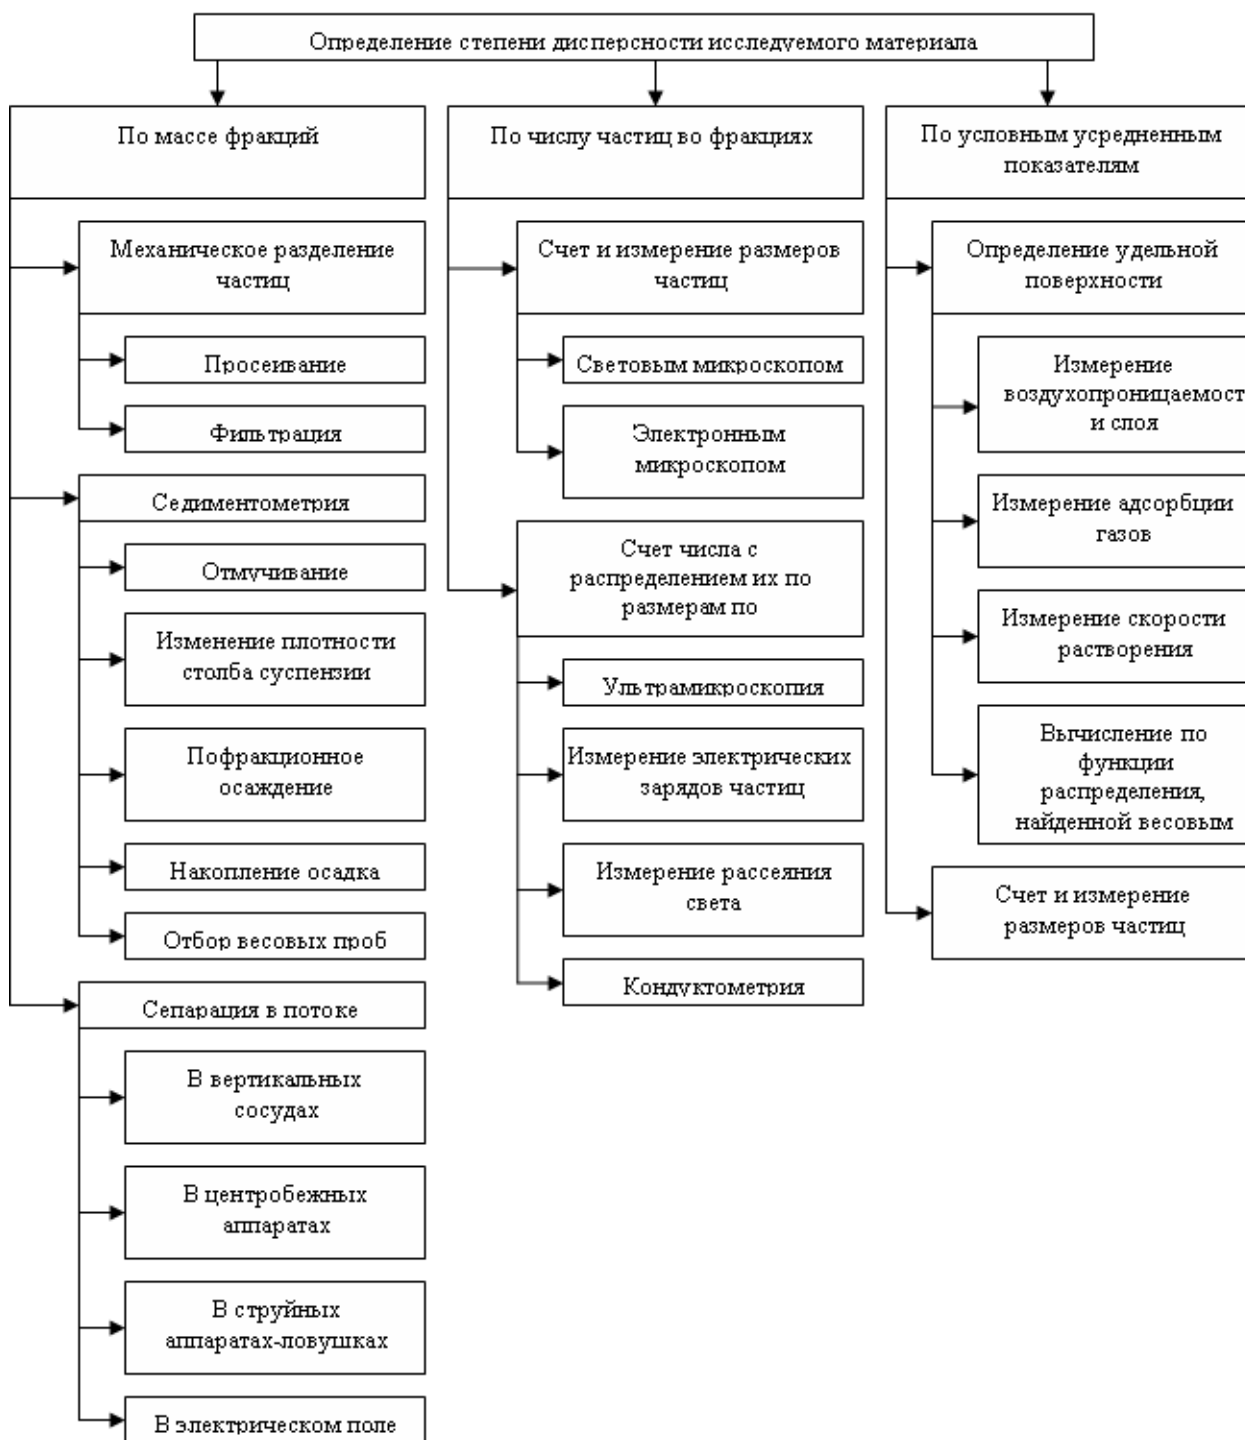 Определение степени дисперсности исследуемого материала
По массе фракций
Механическое разделение
частиц
Просеивание
Фильтрация
Седиментометрия
Отмучивание
Изменение плотности
столба суспензии
Пофракционное
осаждение
Накопление осадка
Отбор весовых проб
Сепарация в потоке
В вертикальных
сосудах
В центробежных
аппаратах
В струйных
аппаратах-ловушках
В электрическом поле
По числу частиц во фракциях
Счет и измерение размеров
частиц
Световым микроскопом
Электронным
микроскопом
Счет числа с
распределением их по
размерам по
Ультрамикроскопия
Измерение электрических
зарядов частиц
Измерение рассеяния
света
Кондуктометрия
По условным усредненным
показателям
Определение удельной
поверхности
Измерение
воздухопроницаемост
и слоя
Измерение адсорбции
газов
Измерение скорости
растворения
Вычисление по
функции
распределения,
найденной весовым
Счет и измерение
размеров частиц